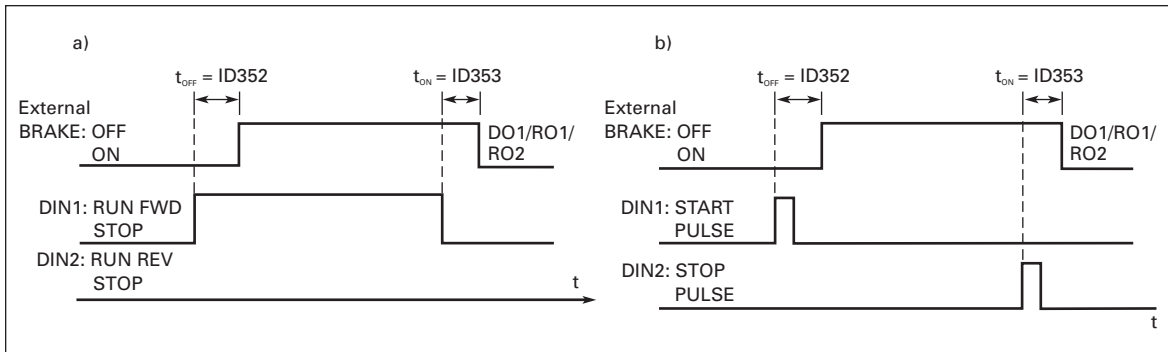 a)
t_OFF = ID352
t_ON = ID353
External
BRAKE: OFF
ON
DO1/RO1/
RO2
DIN1: RUN FWD
STOP
DIN2: RUN REV
STOP
t
b)
t_OFF = ID352
t_ON = ID353
External
BRAKE: OFF
ON
DO1/RO1/
RO2
DIN1: START
PULSE
DIN2: STOP
PULSE
t